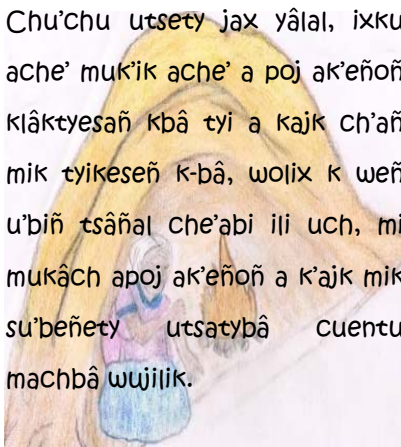 Chu'chu utsety jax yâlal, ixku
ache' muk'ik ache' a poj ak'eñoñ
klâktyesañ kbâ tyi a kajk ch'añ
mik tyikeseñ k-bâ, wolix k weñ
u'biñ tsâñal che'abi ili uch, mi
mukâch apoj ak'eñoñ a k'ajk mik
su'beñety utsatybâ cuentu
machbâ wujilik.